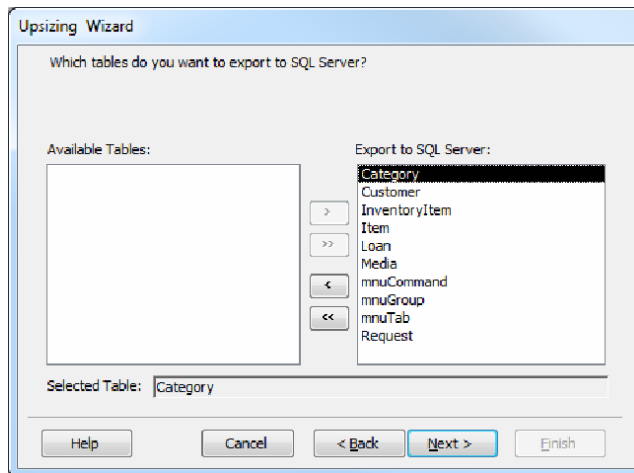 Upsizing Wizard
Which tables do you want to export to SQL Server?
Available Tables:
Export to SQL Server:
Category
Customer
InventoryItem
Item
Loan
Media
mnuCommand
mnuGroup
mnuTab
Request
>
>>
<
<<
Selected Table: Category
Help Cancel < Back Next > Finish